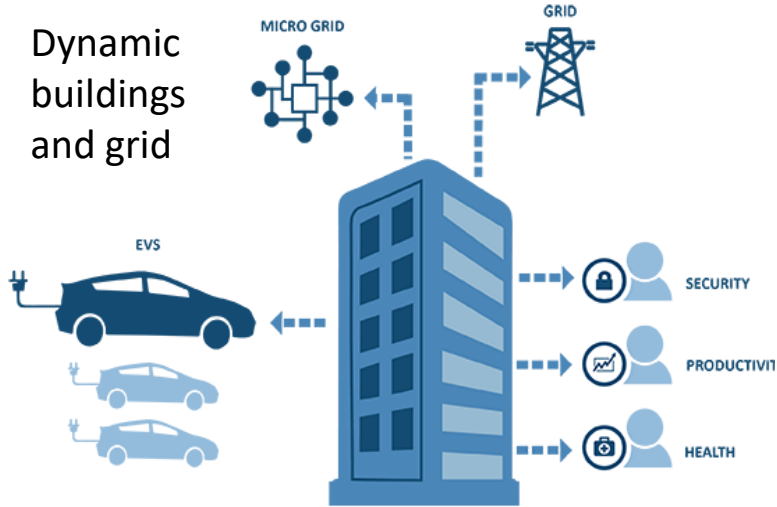 Dynamic
buildings
and grid
MICRO GRID
GRID
EVS
SECURITY
PRODUCTIVIT
HEALTH